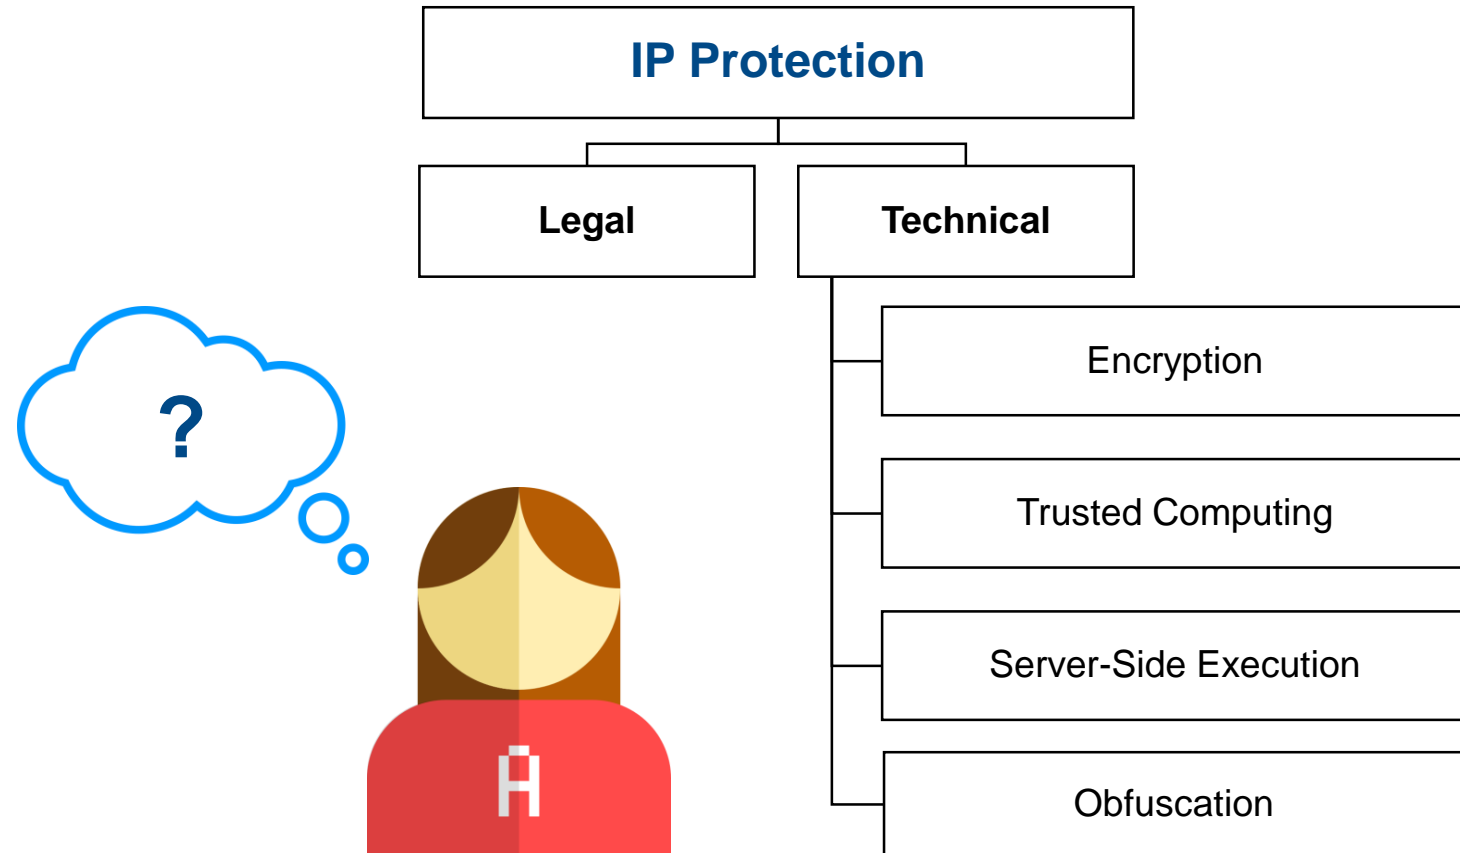 IP Protection
Legal
Technical
Encryption
?
Trusted Computing
Server-Side Execution
A
Obfuscation